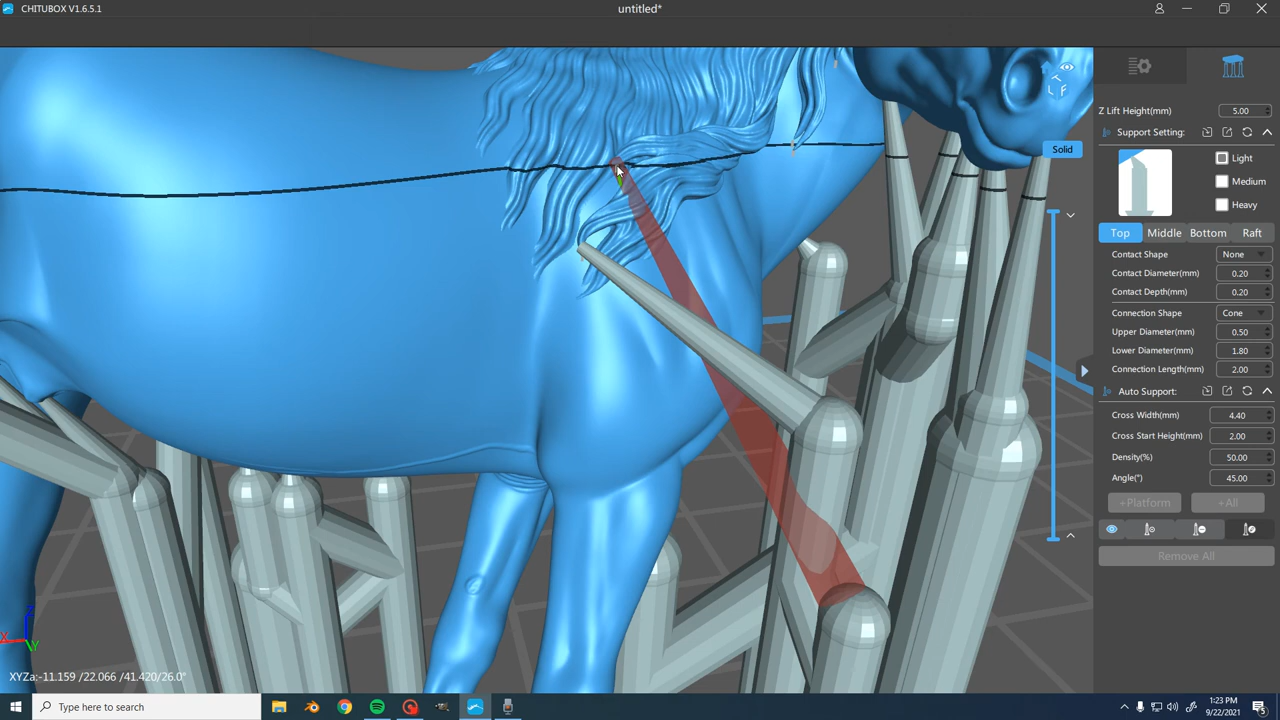 CHITUBOX V1.6.5.1
untitled*
Z Lift Height(mm) 5.00
Support Setting:
Solid
Light
Medium
Heavy
Top Middle Bottom Raft
Contact Shape None
Contact Diameter(mm) 0.20
Contact Depth(mm) 0.20
Connection Shape Cone
Upper Diameter(mm) 0.50
Lower Diameter(mm) 1.80
Connection Length(mm) 2.00
Auto Support:
Cross Width(mm) 4.40
Cross Start Height(mm) 2.00
Density(%) 50.00
Angle(°) 45.00
+Platform +All
Remove All
Z
X
Y
T
L F
XYZa:-11.159 /22.066 /41.420/26.0°
Type here to search
1:23 PM
9/22/2021
5